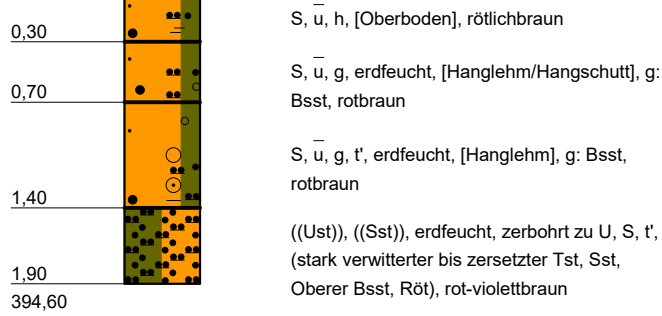 0,30
S, u̅, h, [Oberboden], rötlichbraun
0,70
S, u̅, g, erdfeucht, [Hanglehm/Hangschutt], g:
Bsst, rotbraun
1,40
S, u̅, g, t', erdfeucht, [Hanglehm], g: Bsst,
rotbraun
1,90
394,60
((Ust)), ((Sst)), erdfeucht, zerbohrt zu U, S, t',
(stark verwitterter bis zersetzter Tst, Sst,
Oberer Bsst, Röt), rot-violettbraun